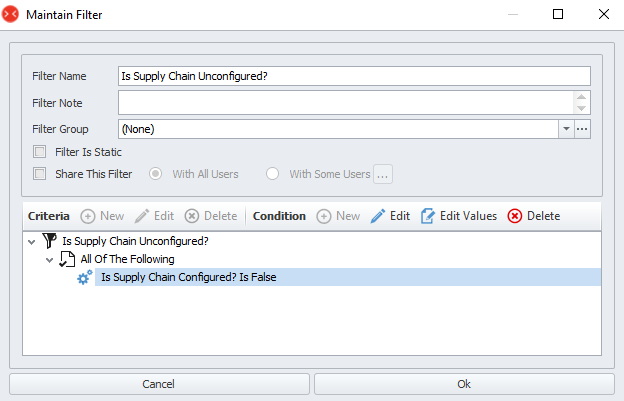 Maintain Filter
Filter Name Is Supply Chain Unconfigured?
Filter Note
Filter Group (None)
Filter Is Static
Share This Filter With All Users With Some Users ...
Criteria New Edit Delete Condition New Edit Edit Values Delete
Is Supply Chain Unconfigured?
All Of The Following
Is Supply Chain Configured? Is False
Cancel Ok